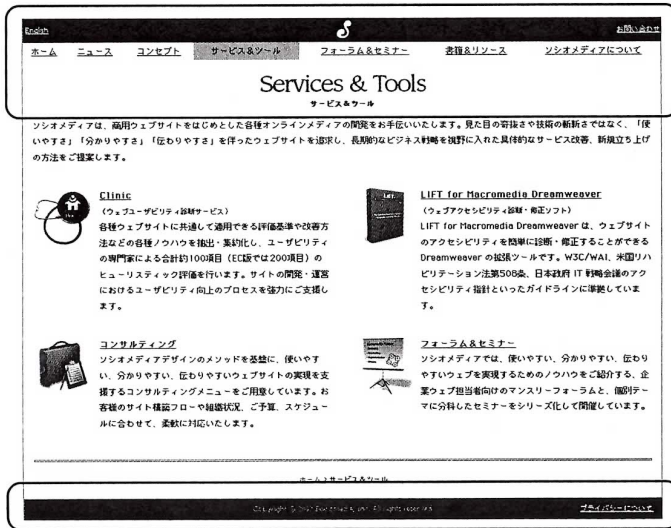 English お問い合わせ
ホーム ニュース コンセプト サービス&ツール フォーラム&セミナー 書籍&リソース ソシオメディアについて
Services & Tools
サービス&ツール
ソシオメディアは、商用ウェブサイトをはじめとした各種オンラインメディアの開発をお手伝いいたします。見た目の奇抜さや技術の斬新さではなく、「使
いやすさ」「分かりやすさ」「伝わりやすさ」を伴ったウェブサイトを追求し、長期的なビジネス戦略を視野に入れた具体的なサービス改善、新規立ち上げ
の方法をご提案します。
Clinic
(ウェブユーザビリティ診断サービス)
各種ウェブサイトに共通して適用できる評価基準や改善方
法などの各種ノウハウを抽出・集約化し、ユーザビリティ
の専門家による合計約100項目(EC版では200項目)の
ヒューリスティック評価を行います。サイトの開発・運営
におけるユーザビリティ向上のプロセスを強力にご支援し
ます。
LIFT for Macromedia Dreamweaver
(ウェブアクセシビリティ診断・修正ソフト)
LIFT for Macromedia Dreamweaver は、ウェブサイト
のアクセシビリティを簡単に診断・修正することができる
Dreamweaver の拡張ツールです。W3C/WAI、米国リハ
ビリテーション法第508条、日本政府 IT 戦略会議のアク
セシビリティ指針といったガイドラインに準拠していま
す。
コンサルティング
ソシオメディアデザインのメソッドを基盤に、使いやす
い、分かりやすい、伝わりやすいウェブサイトの実現を支
援するコンサルティングメニューをご用意しています。お
客様のサイト構築フローや組織状況、ご予算、スケジュー
ルに合わせて、柔軟に対応いたします。
フォーラム&セミナー
ソシオメディアでは、使いやすい、分かりやすい、伝わり
やすいウェブを実現するためのノウハウをご紹介する、企
業ウェブ担当者向けのマンスリーフォーラムと、個別テー
マに分科したセミナーをシリーズ化して開催しています。
ホーム > サービス&ツール
プライバシーについて